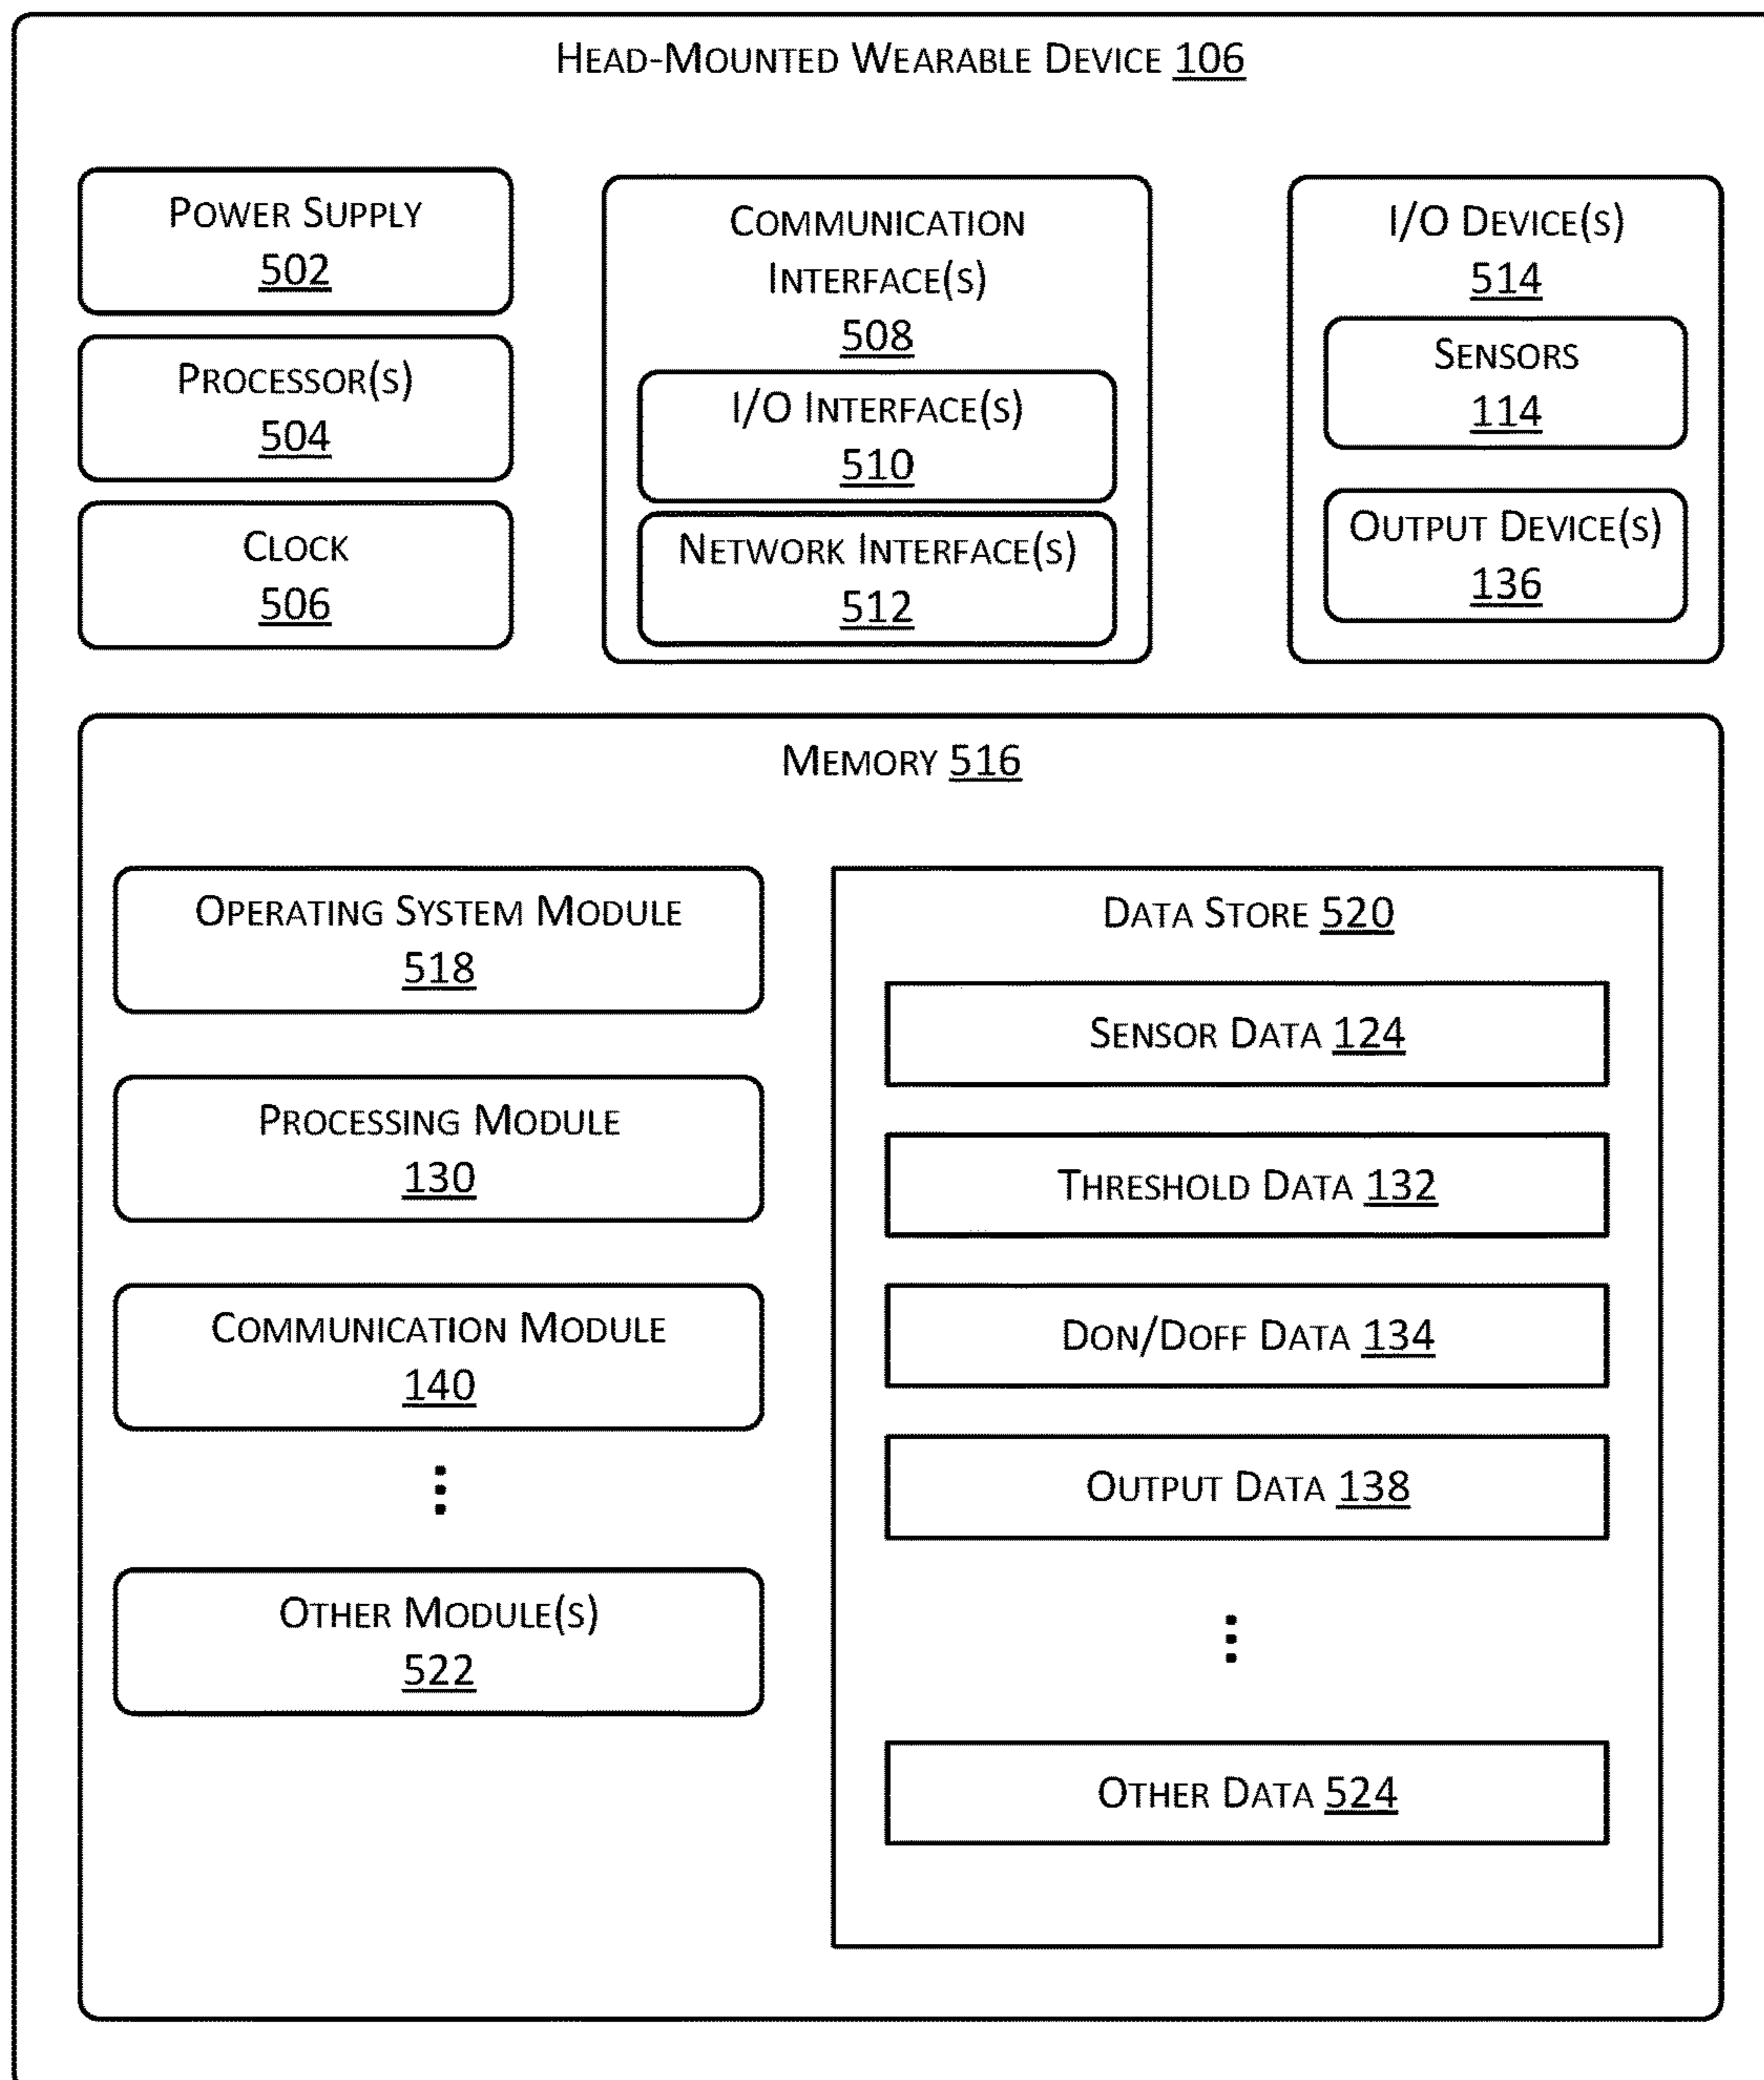 HEAD-MOUNTED WEARABLE DEVICE 106
POWER SUPPLY
502
PROCESSOR(S)
504
CLOCK
506
COMMUNICATION
INTERFACE(S)
508
I/O INTERFACE(S)
510
NETWORK INTERFACE(S)
512
I/O DEVICE(S)
514
SENSORS
114
OUTPUT DEVICE(S)
136
MEMORY 516
OPERATING SYSTEM MODULE
518
PROCESSING MODULE
130
COMMUNICATION MODULE
140
OTHER MODULE(S)
522
DATA STORE 520
SENSOR DATA 124
THRESHOLD DATA 132
DON/DOFF DATA 134
OUTPUT DATA 138
OTHER DATA 524